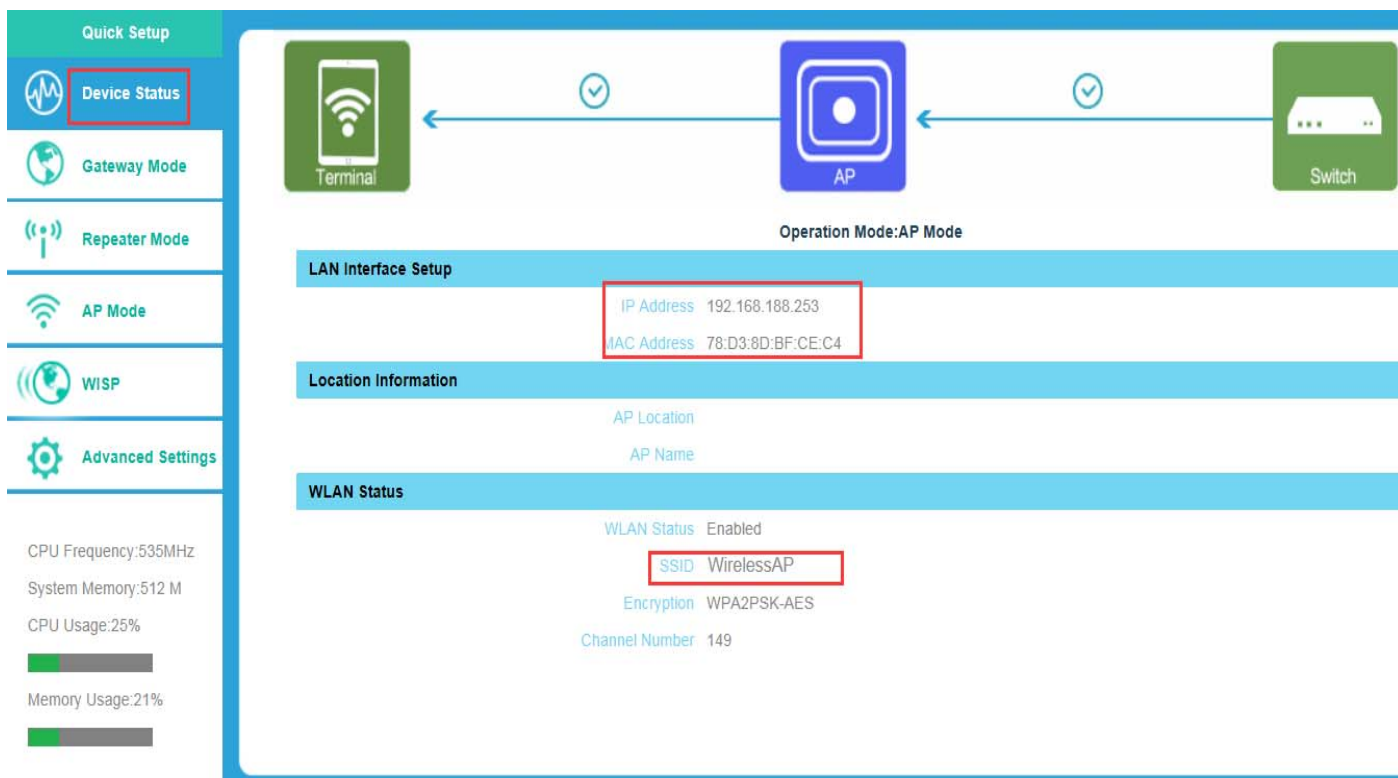 Quick Setup
Device Status
Gateway Mode
Repeater Mode
AP Mode
WISP
Advanced Settings
CPU Frequency:535MHz
System Memory:512 M
CPU Usage:25%
Memory Usage:21%
Terminal
AP
Switch
Operation Mode:AP Mode
LAN Interface Setup
IP Address 192.168.188.253
MAC Address 78:D3:8D:BF:CE:C4
Location Information
AP Location
AP Name
WLAN Status
WLAN Status Enabled
SSID WirelessAP
Encryption WPA2PSK-AES
Channel Number 149